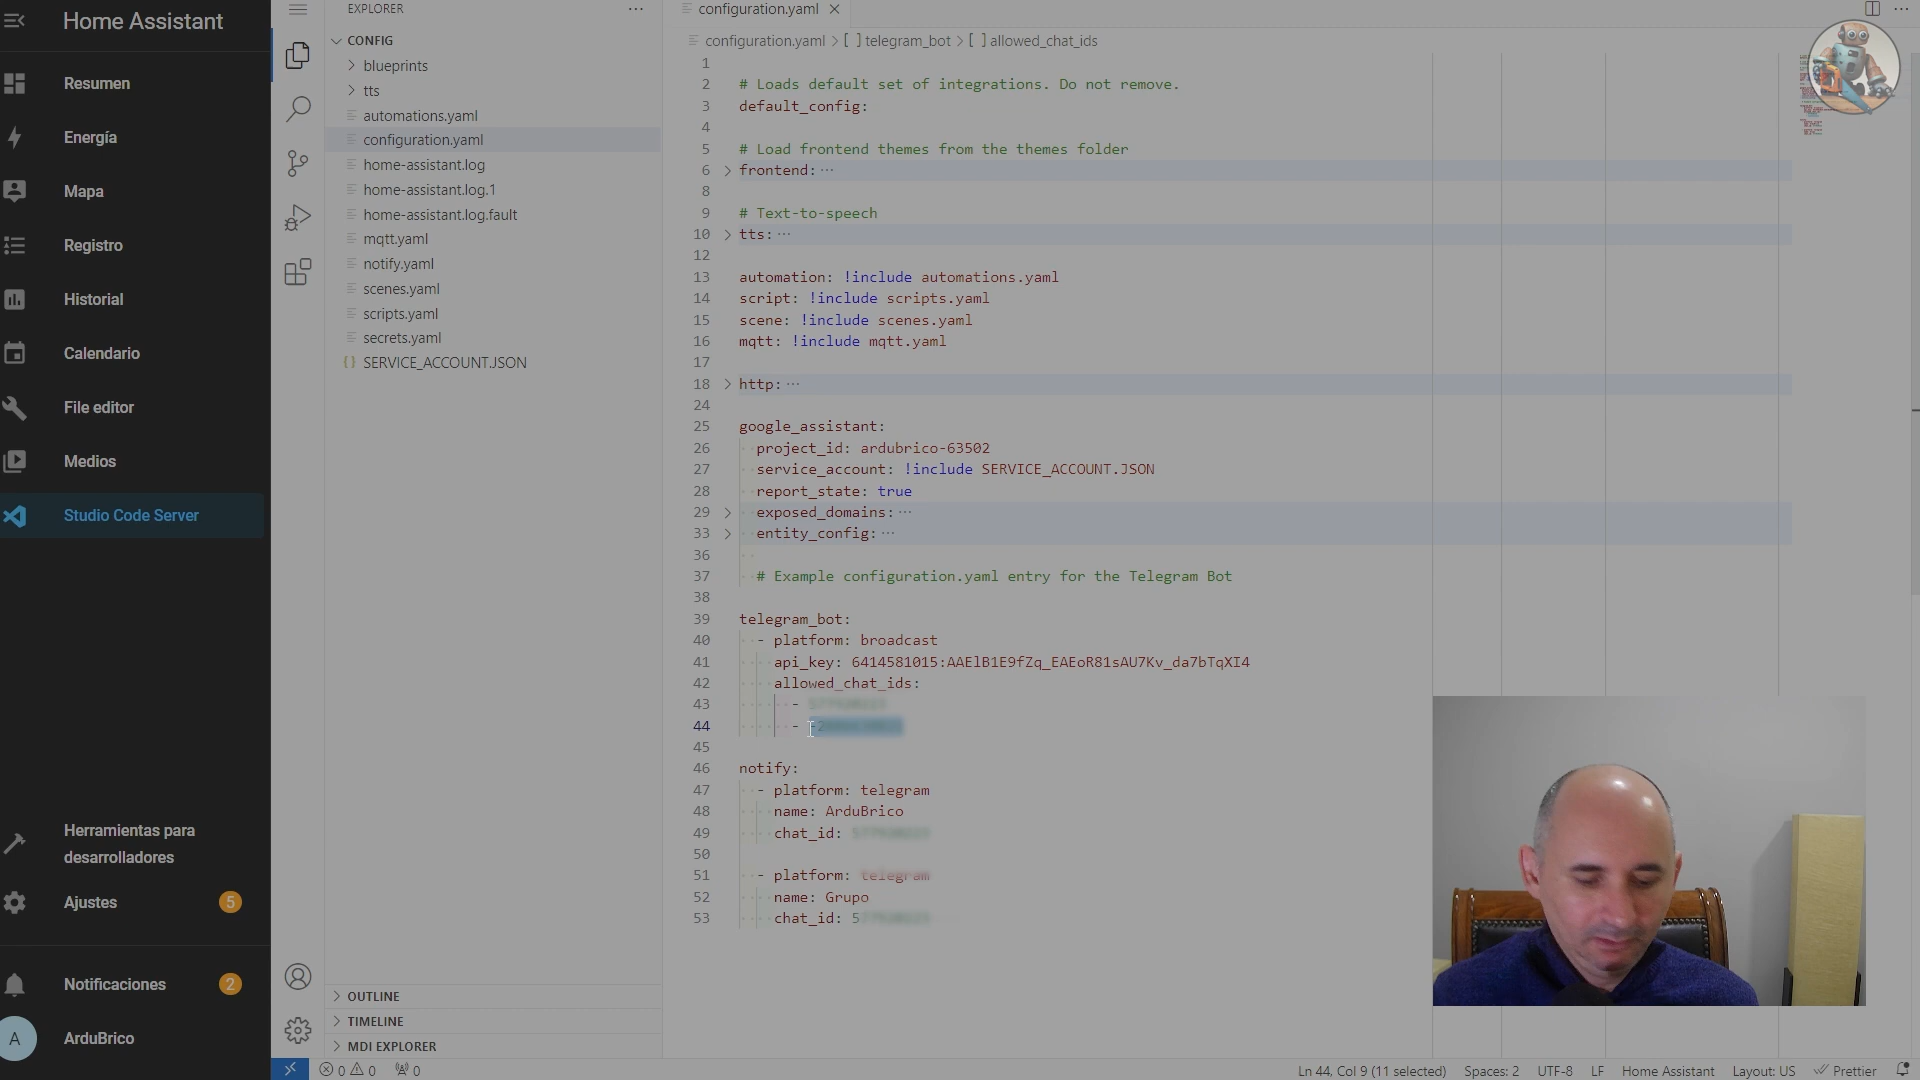 Home Assistant
Resumen
Energía
Mapa
Registro
Historial
Calendario
File editor
Medios
Studio Code Server
Herramientas para
desarrolladores
Ajustes
5
Notificaciones
2
A
ArduBrico
EXPLORER
CONFIG
blueprints
tts
automations.yaml
configuration.yaml
home-assistant.log
home-assistant.log.1
home-assistant.log.fault
mqtt.yaml
notify.yaml
scenes.yaml
scripts.yaml
secrets.yaml
{} SERVICE_ACCOUNT.JSON
OUTLINE
TIMELINE
MDI EXPLORER
configuration.yaml
configuration.yaml > [ ] telegram_bot > [ ] allowed_chat_ids
1
2 # Loads default set of integrations. Do not remove.
3 default_config:
4
5 # Load frontend themes from the themes folder
6 frontend: ···
8
9 # Text-to-speech
10 tts: ···
12
13 automation: !include automations.yaml
14 script: !include scripts.yaml
15 scene: !include scenes.yaml
16 mqtt: !include mqtt.yaml
17
18 http: ···
24
25 google_assistant:
26 project_id: ardubrico-63502
27 service_account: !include SERVICE_ACCOUNT.JSON
28 report_state: true
29 exposed_domains: ···
33 entity_config: ···
36
37 # Example configuration.yaml entry for the Telegram Bot
38
39 telegram_bot:
40 - platform: broadcast
41 api_key: 6414581015:AAElB1E9fZq_EAEoR81sAU7Kv_da7bTqXI4
42 allowed_chat_ids:
43 -
44 -
45
46 notify:
47 - platform: telegram
48 name: ArduBrico
49 chat_id:
50
51 - platform: telegram
52 name: Grupo
53 chat_id:
0 0 0
Ln 44, Col 9 (11 selected) Spaces: 2 UTF-8 LF Home Assistant Layout: US Prettier